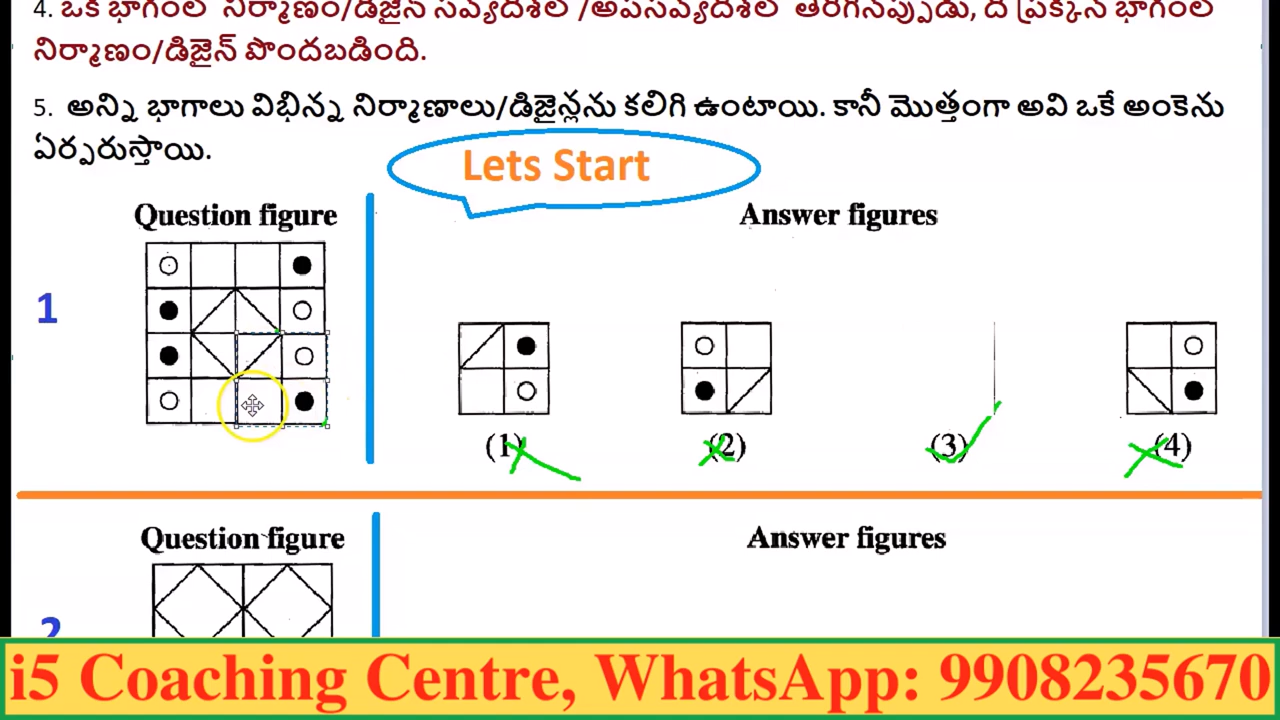 4. ఒక భాగంలో నిర్మాణం/డిజైన్ సవ్యదిశలో /అపసవ్యదిశలో తిరిగినప్పుడు, ది ప్రక్కన భాగంలో
నిర్మాణం/డిజైన్ పొందబడింది.
5. అన్ని భాగాలు విభిన్న నిర్మాణాలు/డిజైన్లను కలిగి ఉంటాయి. కానీ మొత్తంగా అవి ఒకే అంకెను
ఏర్పరుస్తాయి.
Lets Start
Question figure
Answer figures
1
(1)
(2)
(3)
(4)
Question figure
Answer figures
2
i5 Coaching Centre, WhatsApp: 9908235670